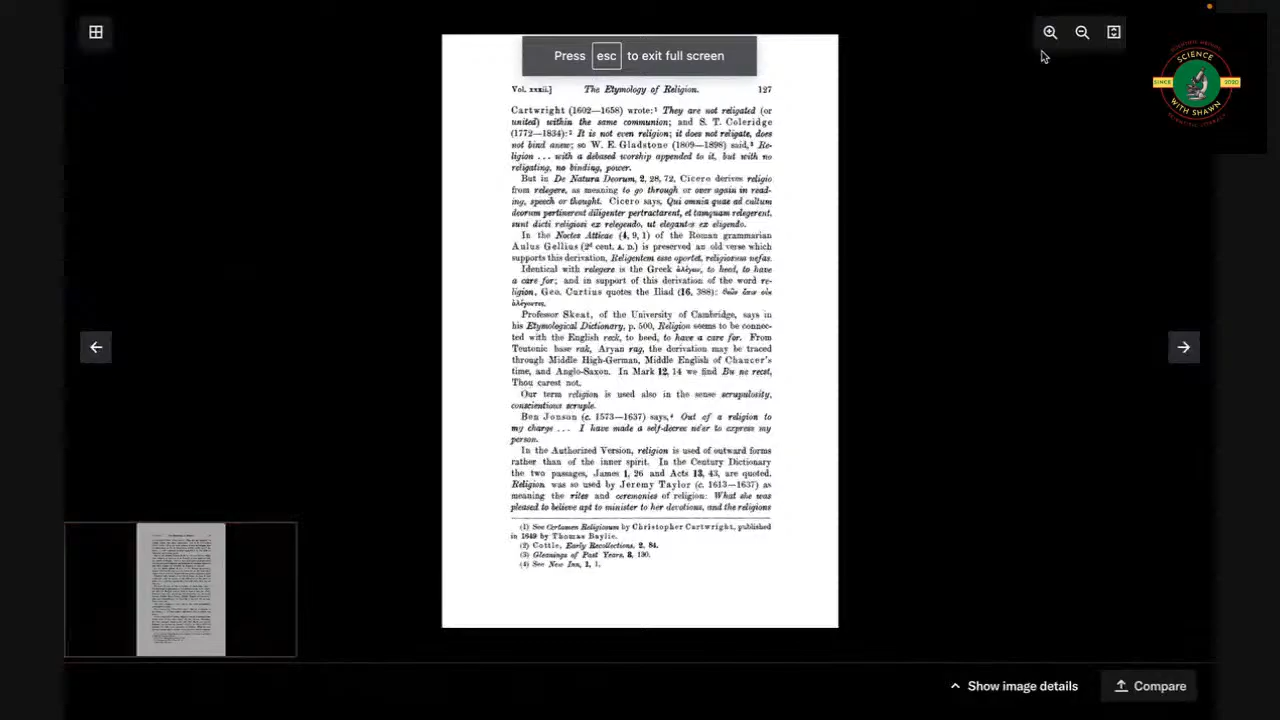 Press esc to exit full screen
SCIENTIFIC WRITING
SCIENCE
SINCE
2020
WITH SHAWN
SCIENTIFIC LITERACY
Vol. xxxii.] The Etymology of Religion. 127
Cartwright (1602—1658) wrote:¹ They are not religated (or
united) within the same communion; and S. T. Coleridge
(1772—1834):² It is not even religion; it does not religate, does
not bind anew; so W. E. Gladstone (1809—1898) said,³ Re-
ligion ... with a debased worship appended to it, but with no
religating, no binding, power.
But in De Natura Deorum, 2, 28, 72, Cicero derives religio
from relegere, as meaning to go through or over again in read-
ing, speech or thought. Cicero says, Qui omnia quae ad cultum
deorum pertinerent diligenter pertractarent, et tamquam relegerent,
sunt dicti religiosi ex relegendo, ut elegantes ex eligendo.
In the Noctes Atticae (4, 9, 1) of the Roman grammarian
Aulus Gellius (2ᵈ cent. A. D.) is preserved an old verse which
supports this derivation, Religentem esse oportet, religiosum nefas.
Identical with relegere is the Greek ἀλέγειν, to heed, to have
a care for; and in support of this derivation of the word re-
ligion, Geo. Curtius quotes the Iliad (16, 388): θεῶν ὄπιν οὐκ
ἀλέγοντες.
Professor Skeat, of the University of Cambridge, says in
his Etymological Dictionary, p. 500, Religion seems to be connec-
ted with the English reck, to heed, to have a care for. From
Teutonic base rak, Aryan rag, the derivation may be traced
through Middle High-German, Middle English of Chaucer's
time, and Anglo-Saxon. In Mark 12, 14 we find Bu ne recst,
Thou carest not.
Our term religion is used also in the sense scrupulosity,
conscientious scruple.
Ben Jonson (c. 1573—1637) says,⁴ Out of a religion to
my charge ... I have made a self-decree ne'er to express my
person.
In the Authorized Version, religion is used of outward forms
rather than of the inner spirit. In the Century Dictionary
the two passages, James 1, 26 and Acts 13, 43, are quoted.
Religion was so used by Jeremy Taylor (c. 1613—1637) as
meaning the rites and ceremonies of religion: What she was
pleased to believe apt to minister to her devotions, and the religions
(1) See Certamen Religiosum by Christopher Cartwright, published
in 1649 by Thomas Baylie.
(2) Cottle, Early Recollections, 2, 84.
(3) Gleanings of Past Years, 3, 130.
(4) See New Inn, 1, 1.
Show image details
Compare